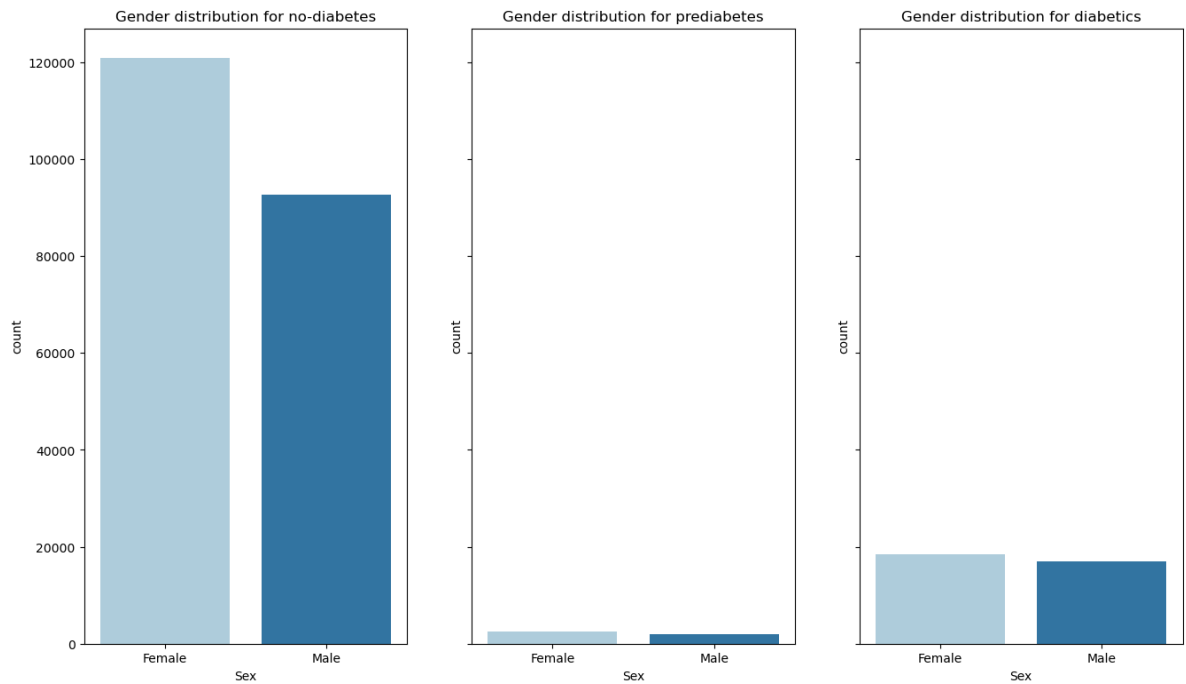 Gender distribution for no-diabetes
120000
100000
80000
60000
40000
20000
0
count
Female
Male
Sex
Gender distribution for prediabetes
count
Female
Male
Sex
Gender distribution for diabetics
count
Female
Male
Sex